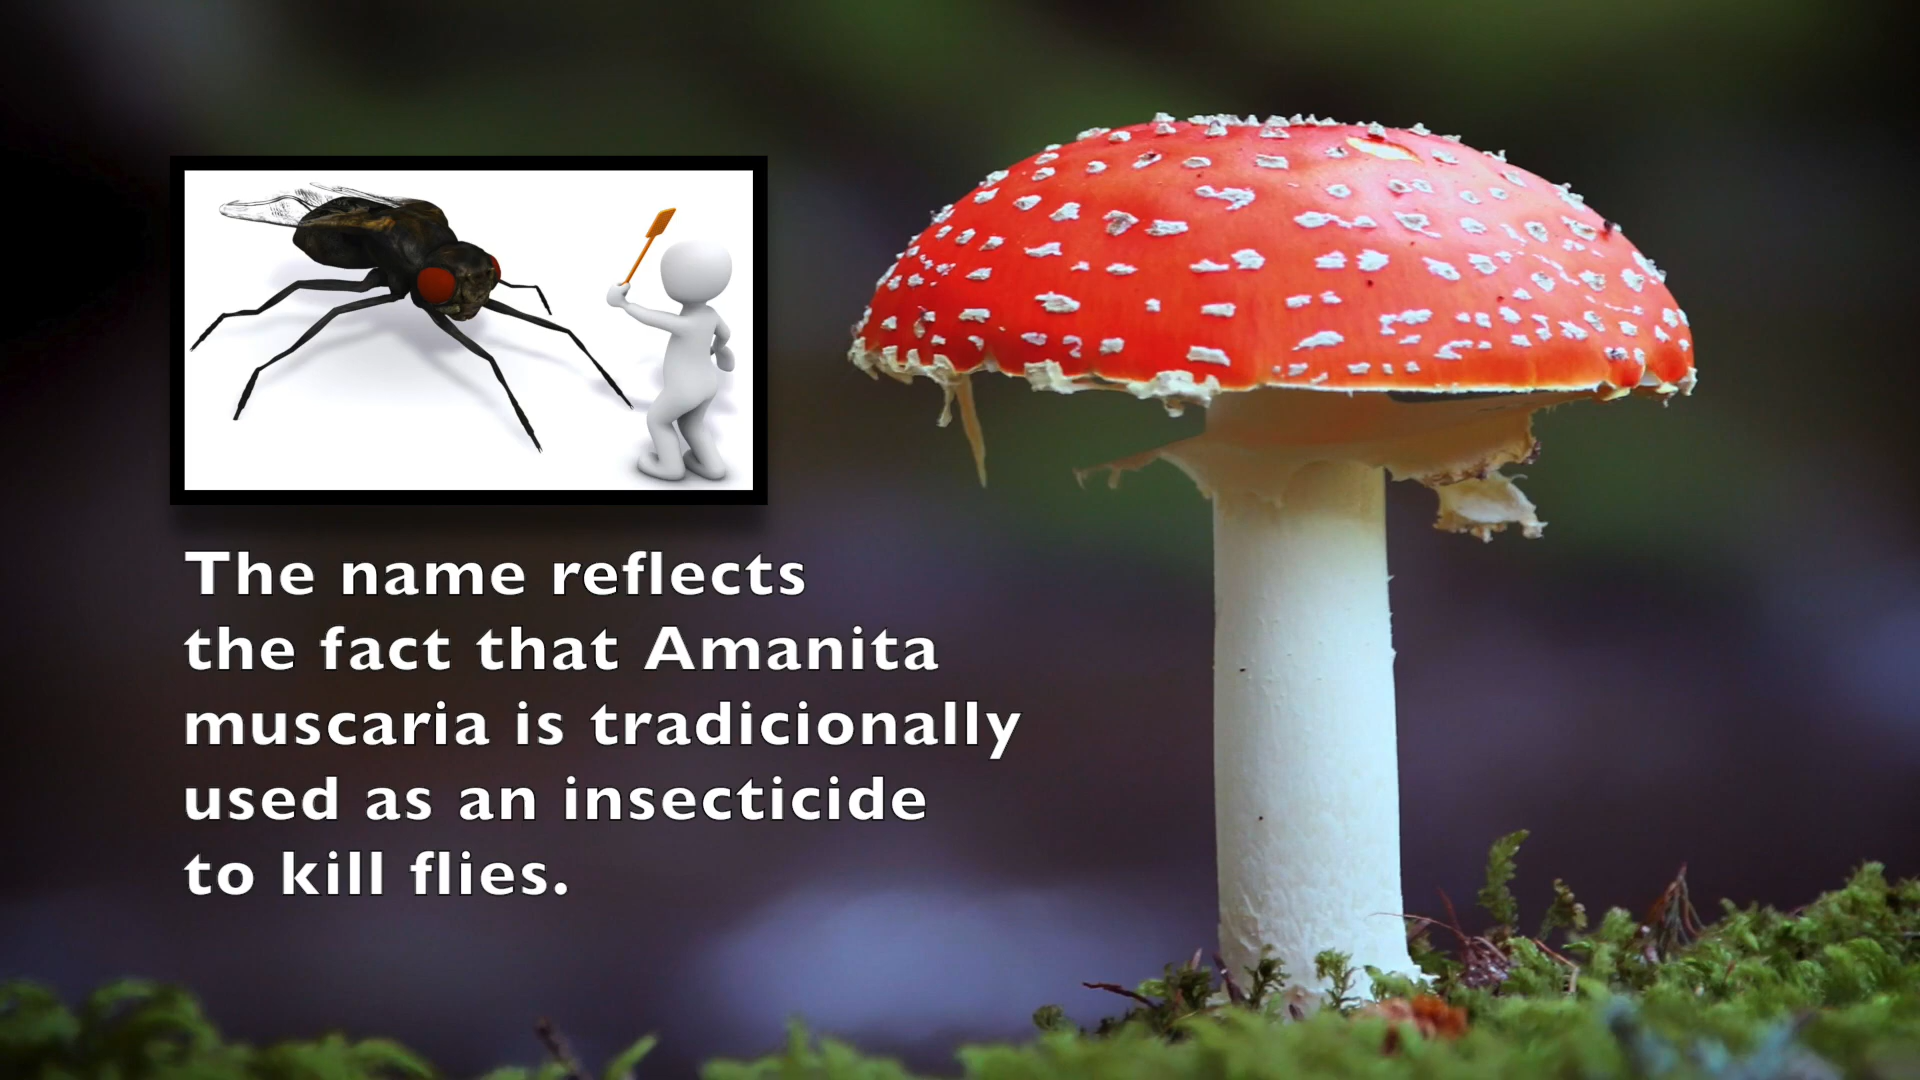 The name reflects
the fact that Amanita
muscaria is tradicionally
used as an insecticide
to kill flies.